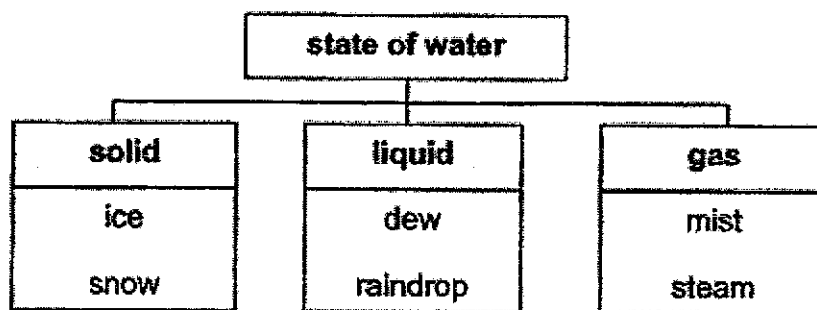 state of water
solid
liquid
gas
ice
dew
mist
snow
raindrop
steam